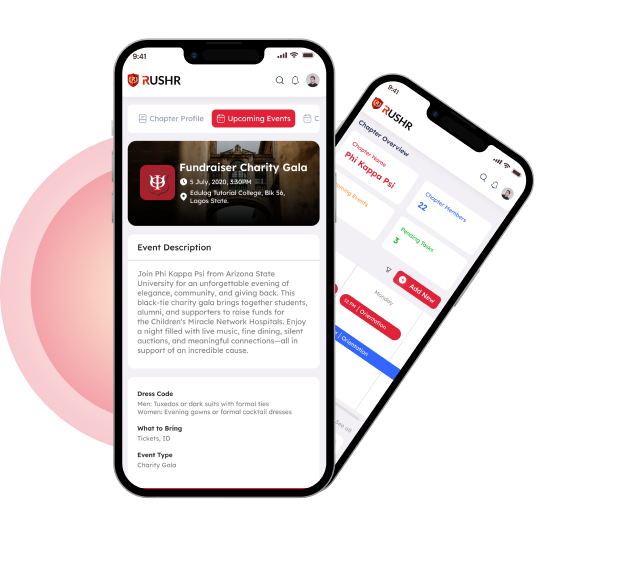 9:41
RUSHR
Chapter Profile
Upcoming Events
C
Fundraiser Charity Gala
5 July, 2020, 3:30PM
Edulag Tutorial College, Blk 56,
Lagos State.
Event Description
Join Phi Kappa Psi from Arizona State
University for an unforgettable evening of
elegance, community, and giving back. This
black-tie charity gala brings together students,
alumni, and supporters to raise funds for
the Children's Miracle Network Hospitals. Enjoy
a night filled with live music, fine dining, silent
auctions, and meaningful connections—all in
support of an incredible cause.
Dress Code
Men: Tuxedos or dark suits with formal ties
Women: Evening gowns or formal cocktail dresses
What to Bring
Tickets, ID
Event Type
Charity Gala
9:41
RUSHR
Chapter Overview
Chapter Name
Phi Kappa Psi
Chapter Members
22
Events
Pending Tasks
3
Add New
Monday
12 PM | Orientation
| Orientation
See all